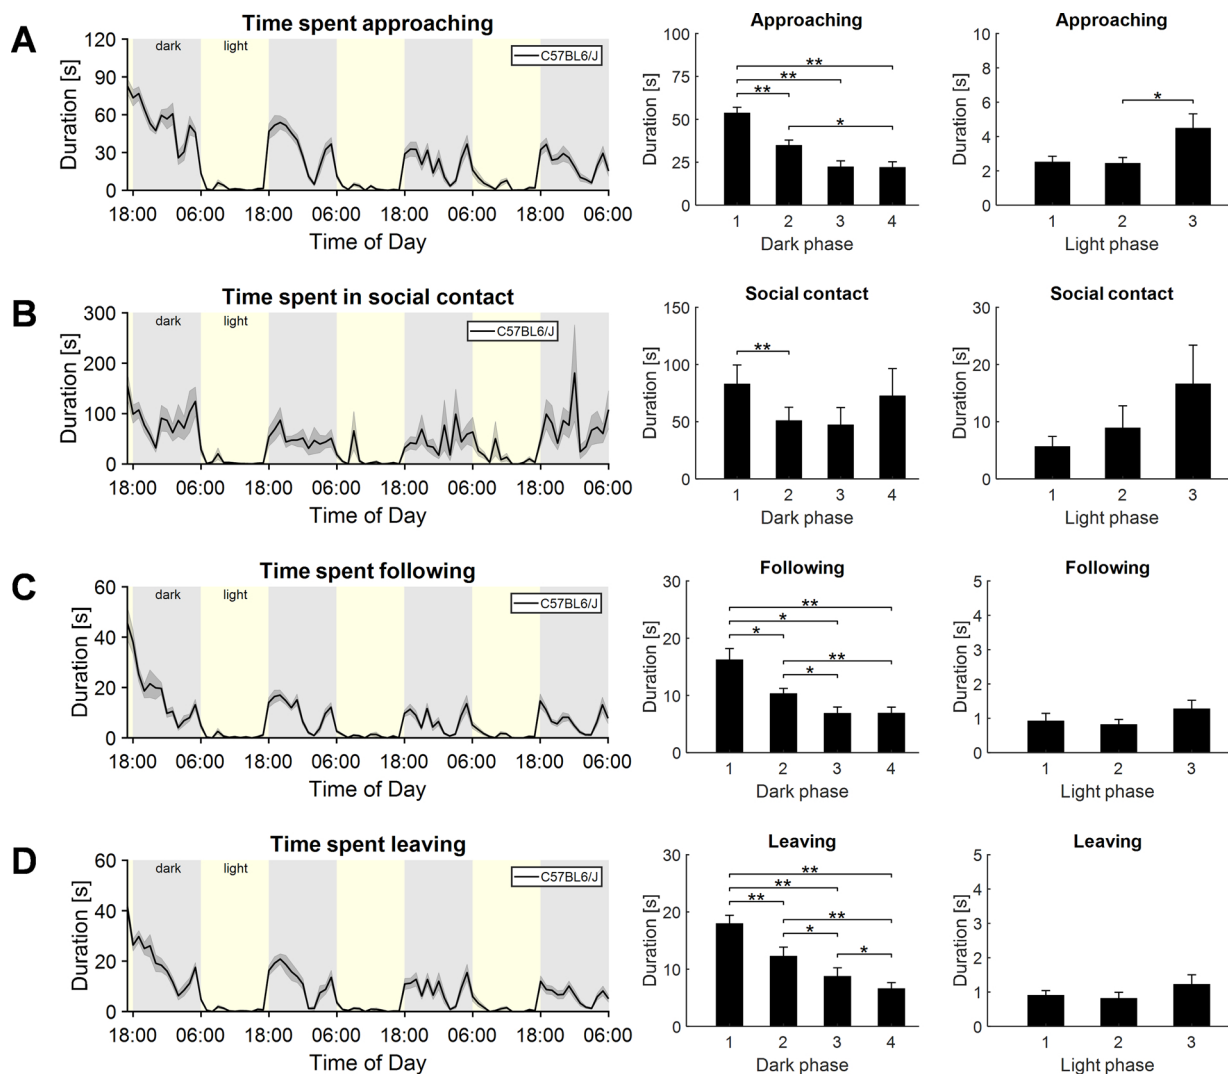 A
Time spent approaching
Duration [s]
120
90
60
30
0
dark
light
C57BL6/J
18:00 06:00 18:00 06:00 18:00 06:00 18:00 06:00
Time of Day
Approaching
Duration [s]
100
75
50
25
0
**
**
**
*
1 2 3 4
Dark phase
Approaching
Duration [s]
10
8
6
4
2
0
*
1 2 3
Light phase
B
Time spent in social contact
Duration [s]
300
200
100
0
dark
light
C57BL6/J
18:00 06:00 18:00 06:00 18:00 06:00 18:00 06:00
Time of Day
Social contact
Duration [s]
150
100
50
0
**
1 2 3 4
Dark phase
Social contact
Duration [s]
30
20
10
0
1 2 3
Light phase
C
Time spent following
Duration [s]
60
40
20
0
dark
light
C57BL6/J
18:00 06:00 18:00 06:00 18:00 06:00 18:00 06:00
Time of Day
Following
Duration [s]
30
20
10
0
**
*
*
**
*
1 2 3 4
Dark phase
Following
Duration [s]
5
4
3
2
1
0
1 2 3
Light phase
D
Time spent leaving
Duration [s]
60
40
20
0
dark
light
C57BL6/J
18:00 06:00 18:00 06:00 18:00 06:00 18:00 06:00
Time of Day
Leaving
Duration [s]
30
20
10
0
**
**
**
**
*
*
1 2 3 4
Dark phase
Leaving
Duration [s]
5
4
3
2
1
0
1 2 3
Light phase